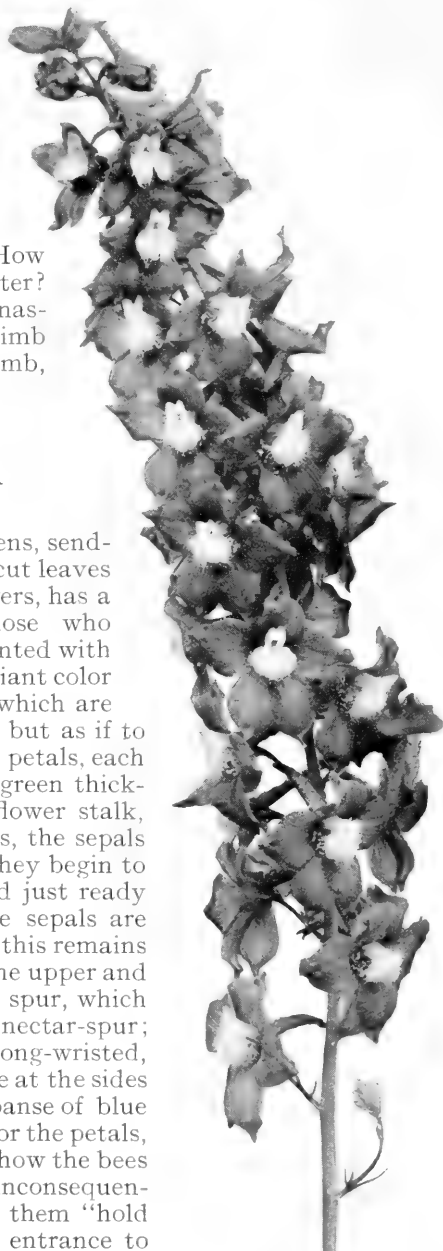 How
ter?
nas-
imb
mb,
ens, send-
cut leaves
ers, has a
ose who
nted with
iant color
which are
but as if to
petals, each
green thick-
flower stalk,
s, the sepals
they begin to
d just ready
e sepals are
this remains
he upper and
spur, which
nectar-spur;
ong-wristed,
e at the sides
panse of blue
or the petals,
how the bees
nconsequen-
them "hold
entrance to